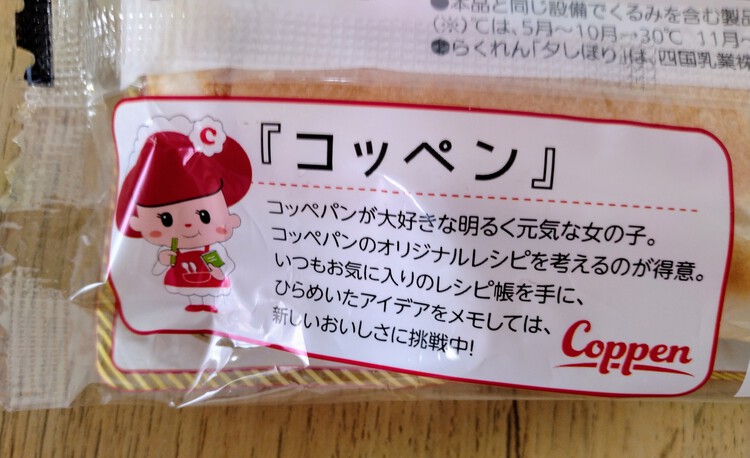 ●本品と同じ設備でくるみを含む製品
(※)ては、5月〜10月→30℃ 11月〜
●らくれん「夕しぼり」は、四国乳業株
C
『コッペン』
コッペパンが大好きな明るく元気な女の子。
コッペパンのオリジナルレシピを考えるのが得意。
いつもお気に入りのレシピ帳を手に、
ひらめいたアイデアをメモしては、
新しいおいしさに挑戦中!
Coppen